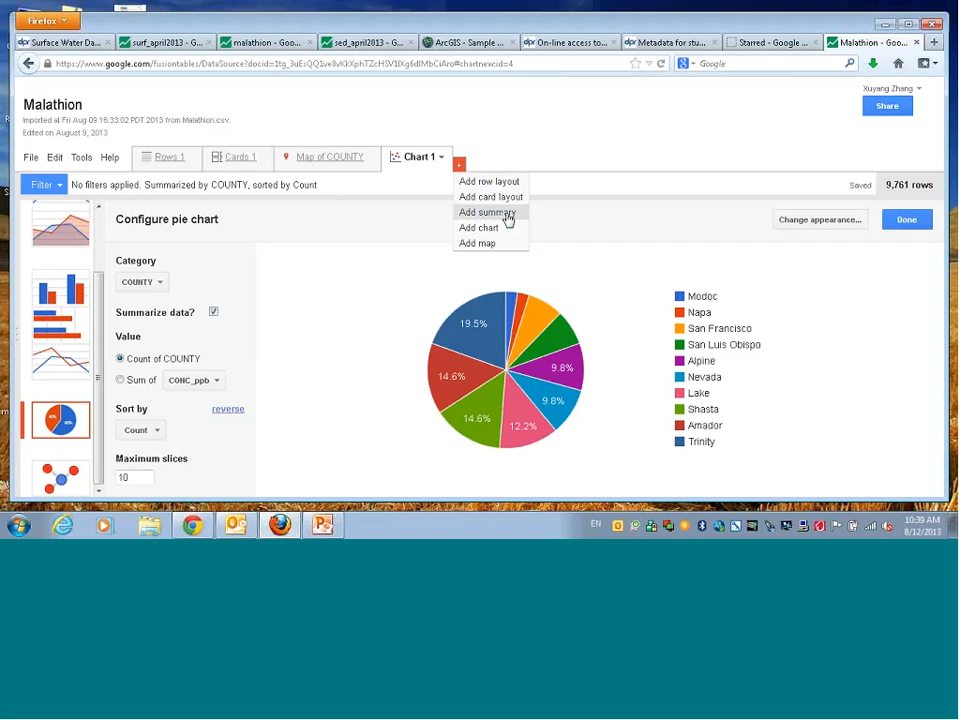 Firefox
Surface Water Da...
surf_april2013 - G...
malathion - Goo...
sed_april2013 - G...
ArcGIS - Sample ...
On-line access to...
Metadata for stu...
Starred - Google ...
Malathion - Goo...
Google
Malathion
Xuyang Zhang
Imported at Fri Aug 09 16:33:02 PDT 2013 from Malathion.csv.
Edited on August 9, 2013
Share
File Edit Tools Help
Rows 1
Cards 1
Map of COUNTY
Chart 1
+
Add row layout
Add card layout
Add summary
Add chart
Add map
Filter
No filters applied. Summarized by COUNTY, sorted by Count
Saved
9,761 rows
Configure pie chart
Change appearance...
Done
Category
COUNTY
Summarize data?
Value
Count of COUNTY
Sum of CONC_ppb
Sort by
reverse
Count
Maximum slices
10
19.5%
14.6%
14.6%
12.2%
9.8%
9.8%
Modoc
Napa
San Francisco
San Luis Obispo
Alpine
Nevada
Lake
Shasta
Amador
Trinity
EN
10:39 AM
8/12/2013